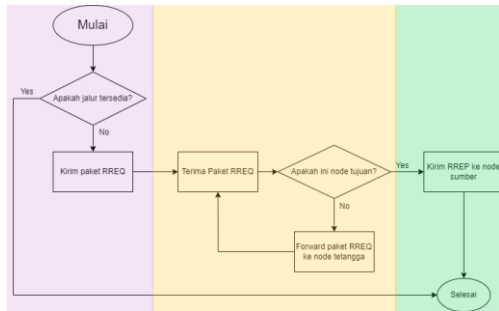 Mulai
Yes
Apakah jalur tersedia?
No
Kirim paket RREQ
Terima Paket RREQ
Apakah ini node tujuan?
Yes
Kirim RREP ke node
sumber
No
Forward paket RREQ
ke node tetangga
Selesai